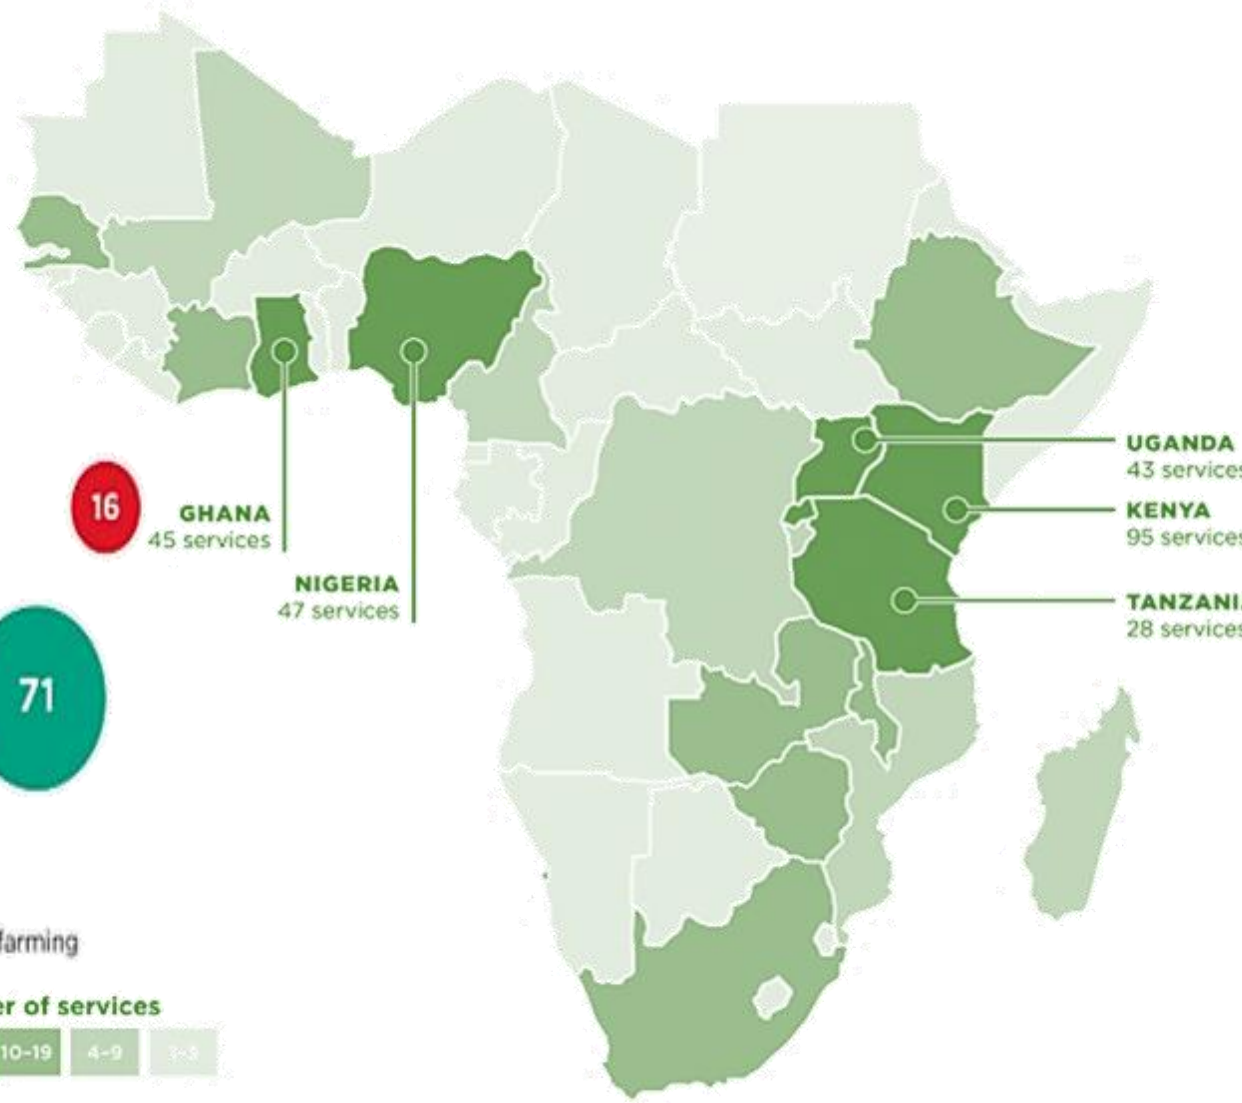 UGANDA
43 services
KENYA
95 services
16
GHANA
45 services
NIGERIA
47 services
TANZANI
28 services
71
farming
er of services
10–19
4–9